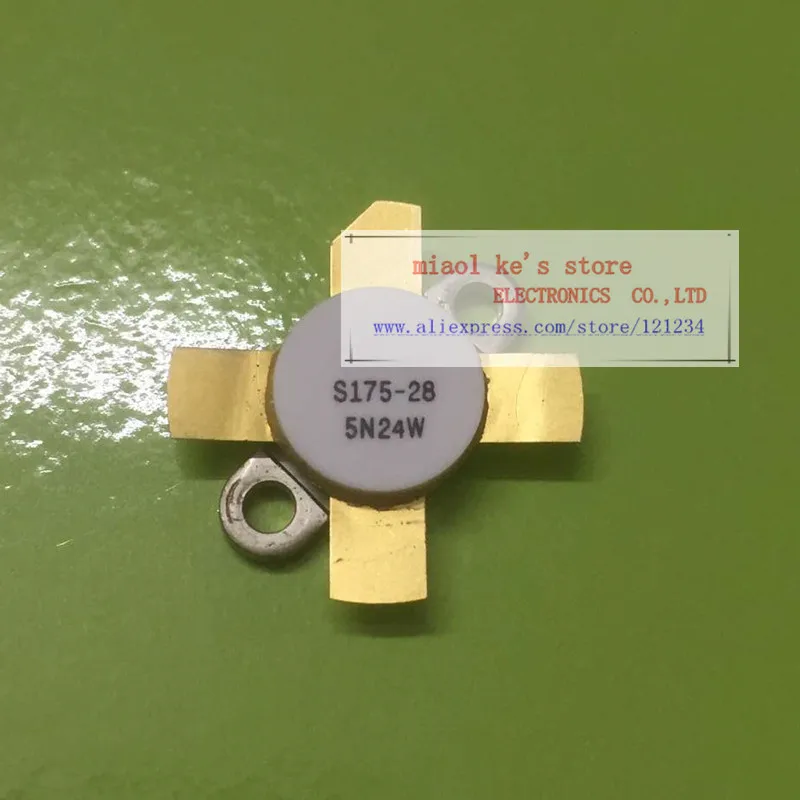 miaol ke's store
ELECTRONICS CO.,LTD
www.aliexpress.com/store/121234
S175-28
5N24W